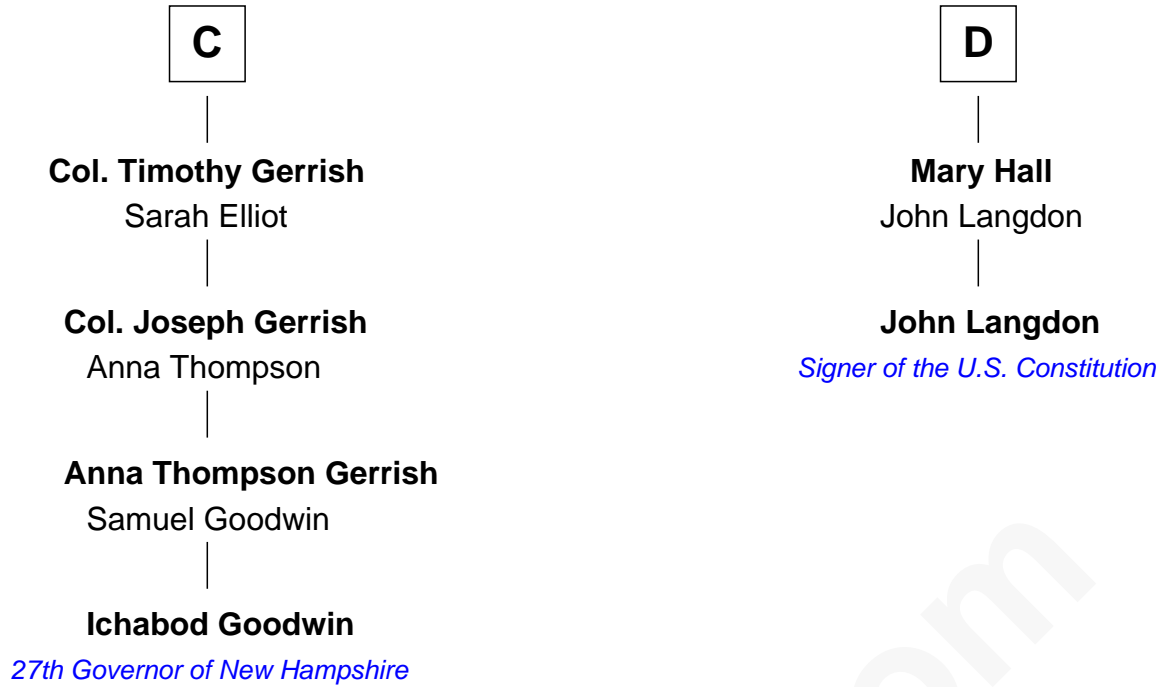 C
Col. Timothy Gerrish
Sarah Elliot
Col. Joseph Gerrish
Anna Thompson
Anna Thompson Gerrish
Samuel Goodwin
Ichabod Goodwin
27th Governor of New Hampshire
D
Mary Hall
John Langdon
John Langdon
Signer of the U.S. Constitution
om